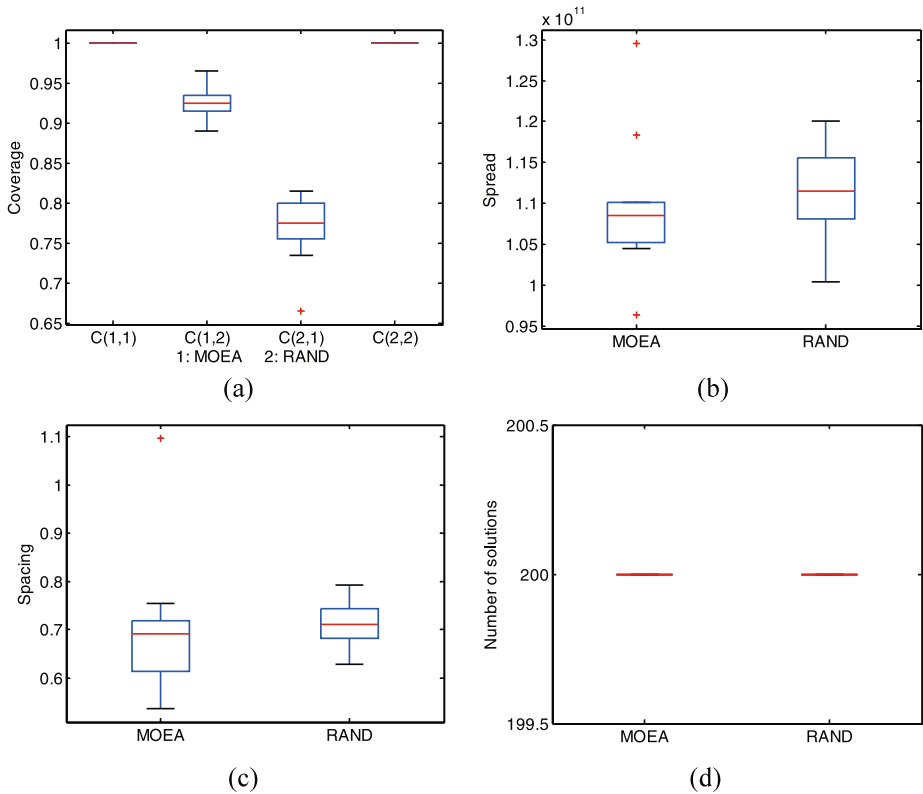 1
0.95
0.9
0.85
0.8
0.75
0.7
0.65
Coverage
C(1,1) C(1,2) C(2,1) C(2,2)
1: MOEA 2: RAND
(a)
x 10^11
1.3
1.25
1.2
1.15
1.1
1.05
1
0.95
Spread
MOEA RAND
(b)
1.1
1
0.9
0.8
0.7
0.6
Spacing
MOEA RAND
(c)
200.5
200
199.5
Number of solutions
MOEA RAND
(d)